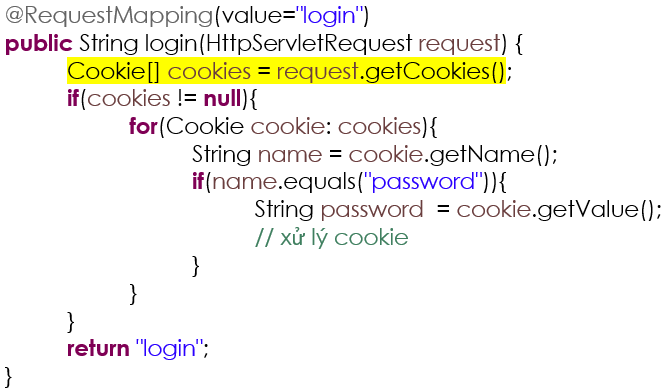 @RequestMapping(value="login")
public String login(HttpServletRequest request) {
Cookie[] cookies = request.getCookies();
if(cookies != null){
for(Cookie cookie: cookies){
String name = cookie.getName();
if(name.equals("password")){
String password  = cookie.getValue();
// xử lý cookie
}
}
}
return "login";
}